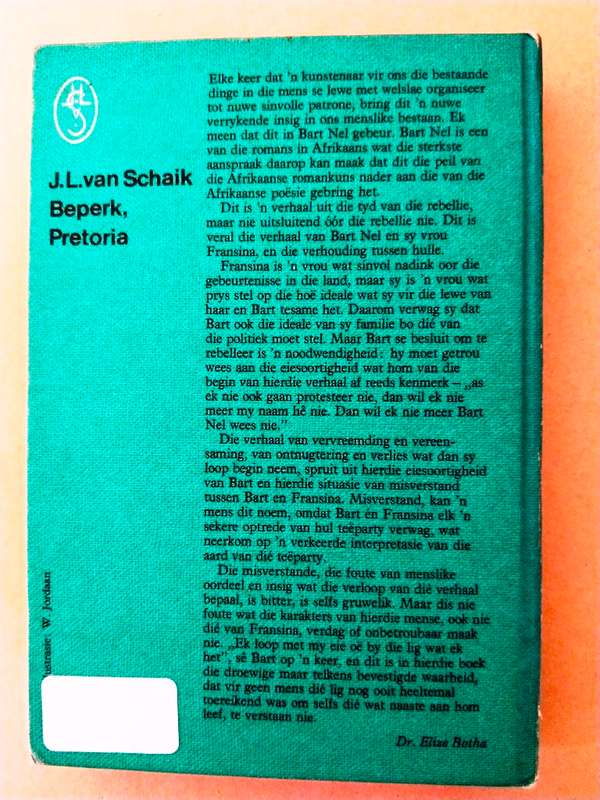 J.L.van Schaik
Beperk,
Pretoria
Elke keer dat 'n kunstenaar vir ons die bestaande
dinge in die mens se lewe met welslae organiseer
tot nuwe sinvolle patrone, bring dit 'n nuwe
verrykende insig in ons menslike bestaan. Ek
meen dat dit in Bart Nel gebeur. Bart Nel is een
van die romans in Afrikaans wat die sterkste
aanspraak daarop kan maak dat dit die peil van
die Afrikaanse romankuns nader aan die van die
Afrikaanse poësie gebring het.
Dit is 'n verhaal uit die tyd van die rebellie,
maar nie uitsluitend óór die rebellie nie. Dit is
veral die verhaal van Bart Nel en sy vrou
Fransina, en die verhouding tussen hulle.
Fransina is 'n vrou wat sinvol nadink oor die
gebeurtenisse in die land, maar sy is 'n vrou wat
prys stel op die hoë ideale wat sy vir die lewe van
haar en Bart tesame het. Daarom verwag sy dat
Bart ook die ideale van sy familie bo dié van
die politiek moet stel. Maar Bart se besluit om te
rebelleer is 'n noodwendigheid: hy moet getrou
wees aan die eiesoortigheid wat hom van die
begin van hierdie verhaal af reeds kenmerk – „as
ek nie ook gaan protesteer nie, dan wil ek nie
meer my naam hê nie. Dan wil ek nie meer Bart
Nel wees nie."
Die verhaal van vervreemding en vereen-
saming, van ontnugtering en verlies wat dan sy
loop begin neem, spruit uit hierdie eiesoortigheid
van Bart en hierdie situasie van misverstand
tussen Bart en Fransina. Misverstand, kan 'n
mens dit noem, omdat Bart en Fransina elk 'n
sekere optrede van hul teëparty verwag, wat
neerkom op 'n verkeerde interpretasie van die
aard van dié teëparty.
Die misverstande, die foute van menslike
oordeel en insig wat die verloop van dié verhaal
bepaal, is bitter, is selfs gruwelik. Maar dis nie
foute wat die karakters van hierdie mense, ook nie
dié van Fransina, verdag of onbetroubaar maak
nie. „Ek loop met my eie oë by die lig wat ek
het", sê Bart op 'n keer, en dit is in hierdie boek
die droewige maar telkens bevestigde waarheid,
dat vir geen mens dié lig nog ooit heeltemal
toereikend was om selfs dié wat naaste aan hom
leef, te verstaan nie.
Dr. Elize Botha
W. Jordaan